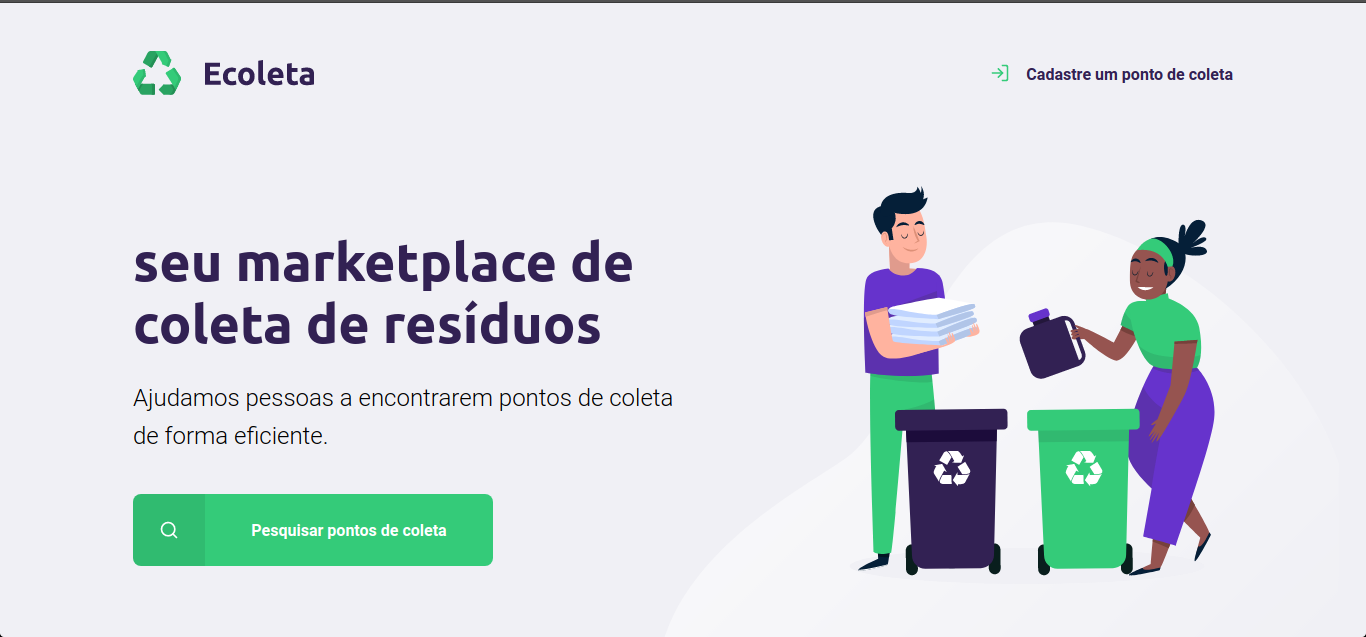 Ecoleta
Cadastre um ponto de coleta
seu marketplace de
coleta de resíduos
Ajudamos pessoas a encontrarem pontos de coleta
de forma eficiente.
Pesquisar pontos de coleta